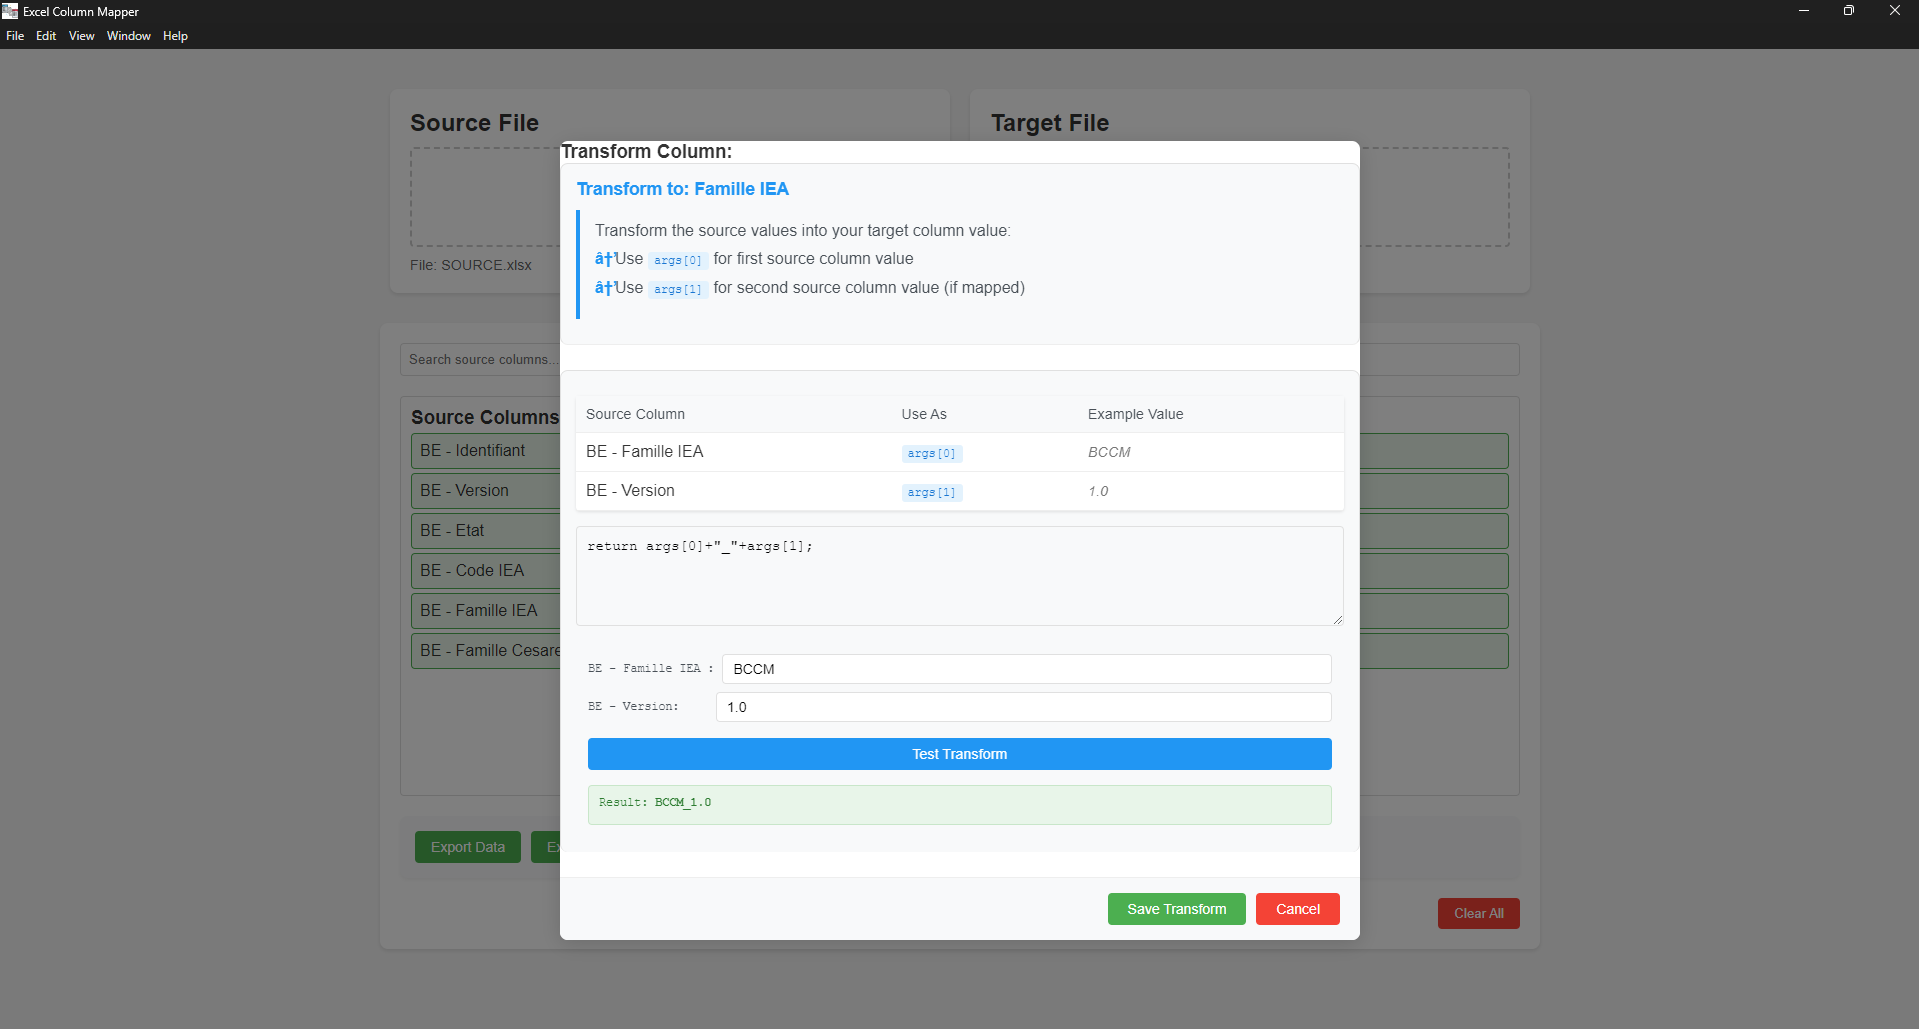 Excel Column Mapper
File Edit View Window Help
Source File
Target File
File: SOURCE.xlsx
Search source columns...
Source Columns
BE - Identifiant
BE - Version
BE - Etat
BE - Code IEA
BE - Famille IEA
BE - Famille Cesare
Export Data
Clear All
Transform Column:
Transform to: Famille IEA
Transform the source values into your target column value:
â†’Use args[0] for first source column value
â†’Use args[1] for second source column value (if mapped)
Source Column Use As Example Value
BE - Famille IEA args[0] BCCM
BE - Version args[1] 1.0
return args[0]+"_"+args[1];
BE - Famille IEA : BCCM
BE - Version: 1.0
Test Transform
Result: BCCM_1.0
Save Transform Cancel